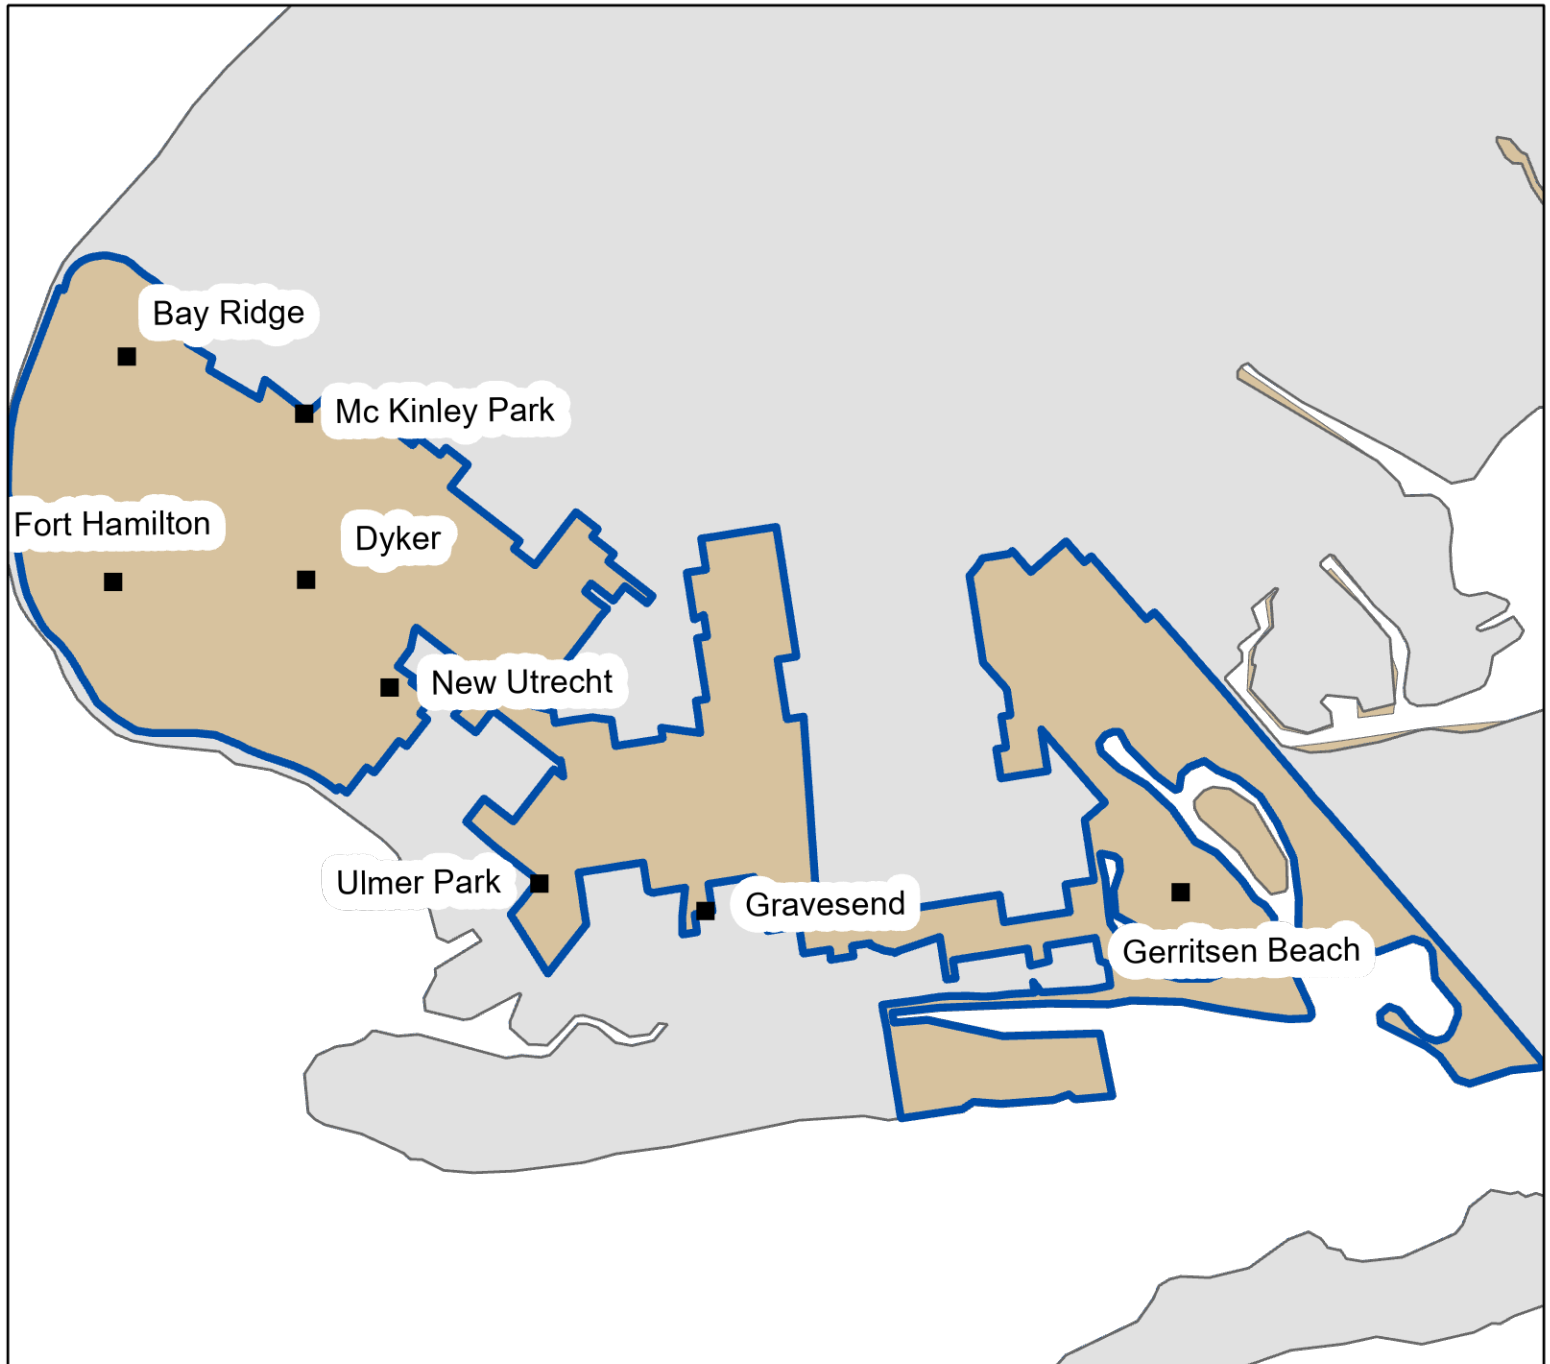 Bay Ridge
Mc Kinley Park
Fort Hamilton
Dyker
New Utrecht
Ulmer Park
Gravesend
Gerritsen Beach